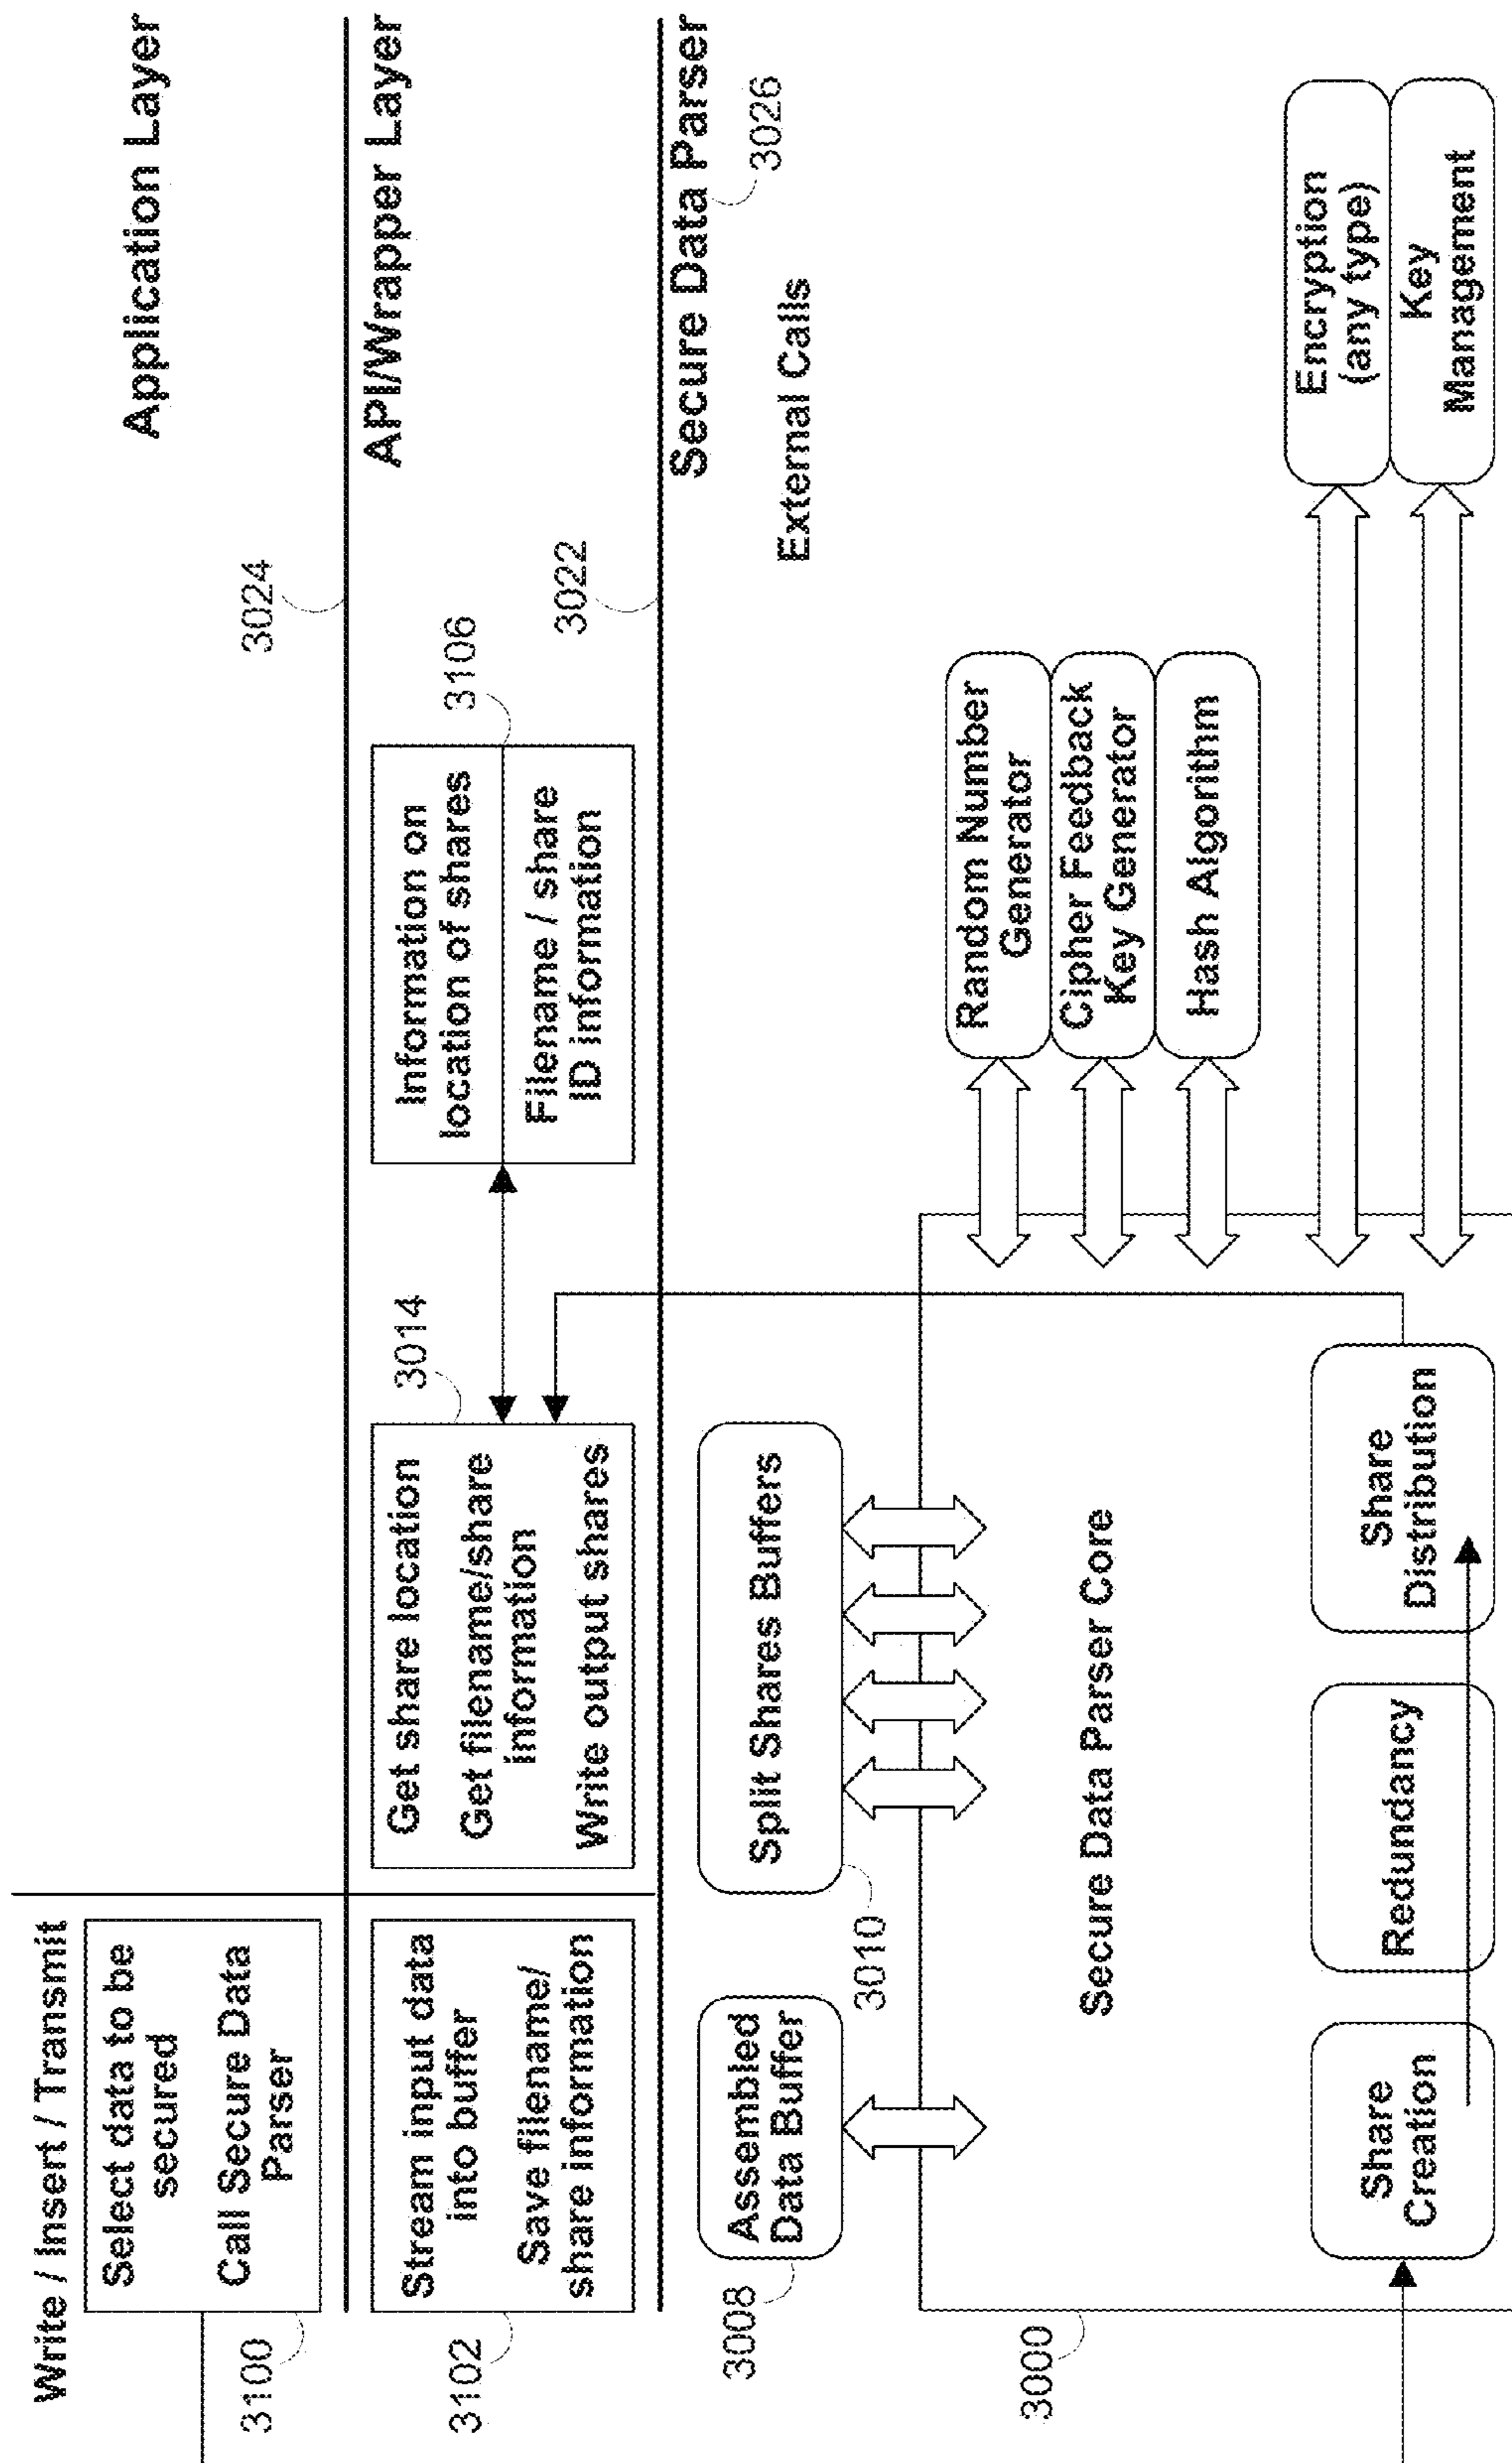 Write / Insert / Transmit
Application Layer
Select data to be
secured
Call Secure Data
Parser
3100
3024
API/Wrapper Layer
Stream input data
into buffer
Save filename/
share information
3102
Get share location
Get filename/share
information
Write output shares
3014
Information on
location of shares
Filename / share
ID information
3106
3022
Secure Data Parser
3026
External Calls
Assembled
Data Buffer
3008
Split Shares Buffers
3010
3000
Secure Data Parser Core
Random Number
Generator
Cipher Feedback
Key Generator
Hash Algorithm
Encryption
(any type)
Key
Management
Share
Creation
Redundancy
Share
Distribution